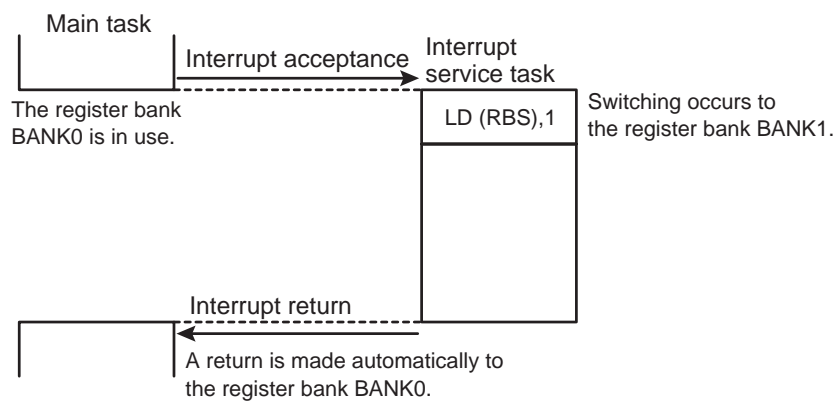 Main task
Interrupt acceptance
Interrupt
service task
The register bank
BANK0 is in use.
LD (RBS),1
Switching occurs to
the register bank BANK1.
Interrupt return
A return is made automatically to
the register bank BANK0.